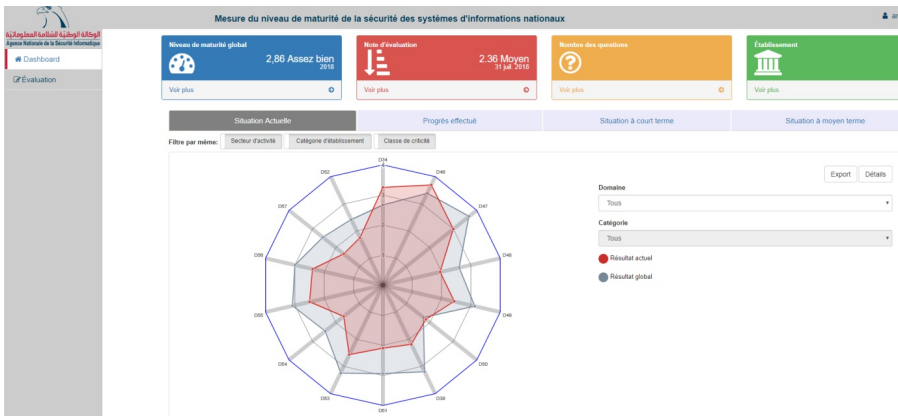 Mesure du niveau de maturité de la sécurité des systèmes d'informations nationaux
الوكالة الوطنية للسلامة المعلوماتية
Agence Nationale de la Sécurité Informatique
Dashboard
Évaluation
Niveau de maturité global
2,86 Assez bien
2018
Voir plus
Note d'évaluation
2.36 Moyen
31 juil. 2018
Voir plus
Nombre des questions
Voir plus
Établissement
Voir plus
Situation Actuelle
Progrès effectué
Situation à court terme
Situation à moyen terme
Filtre par même:
Secteur d'activité
Catégorie d'établissement
Classe de criticité
Export
Détails
Domaine
Tous
Catégorie
Tous
Résultat actuel
Résultat global
D34
4
3
2
1
D47
D49
D50
D51
D53
D54
D55
D57
D52